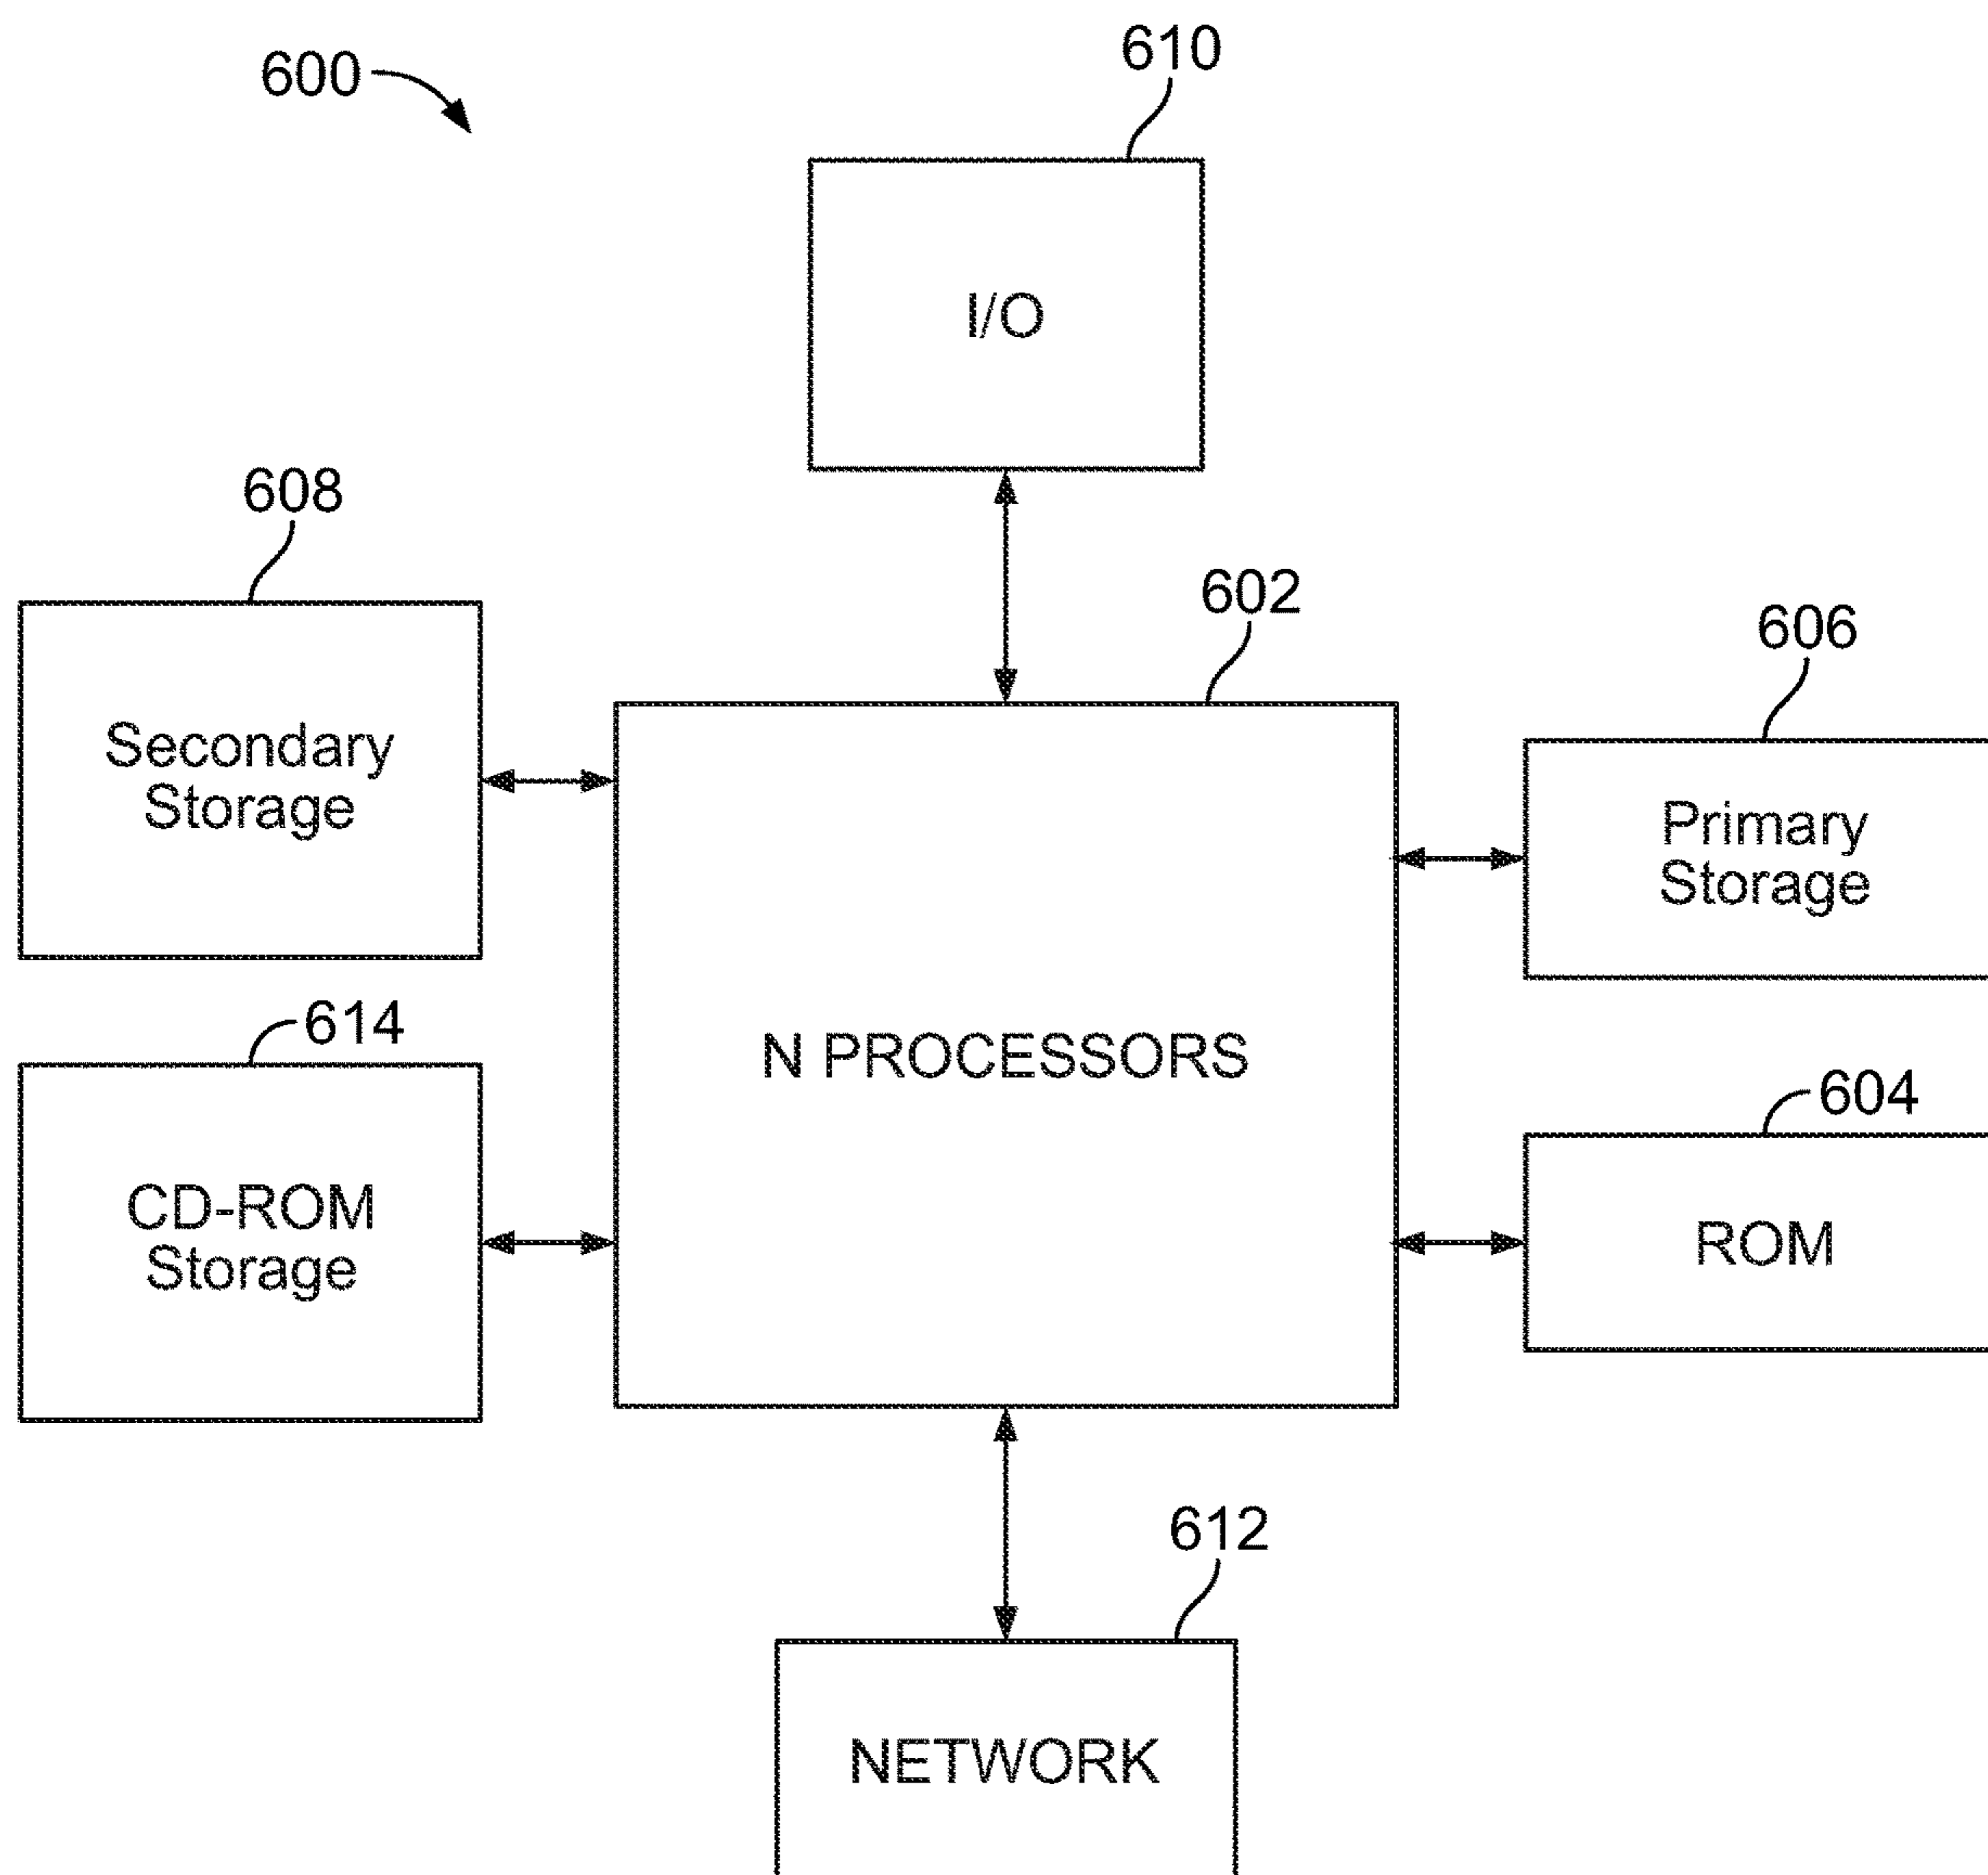 600
610
I/O
608
602
606
Secondary
Storage
Primary
Storage
614
N PROCESSORS
604
CD-ROM
Storage
ROM
612
NETWORK